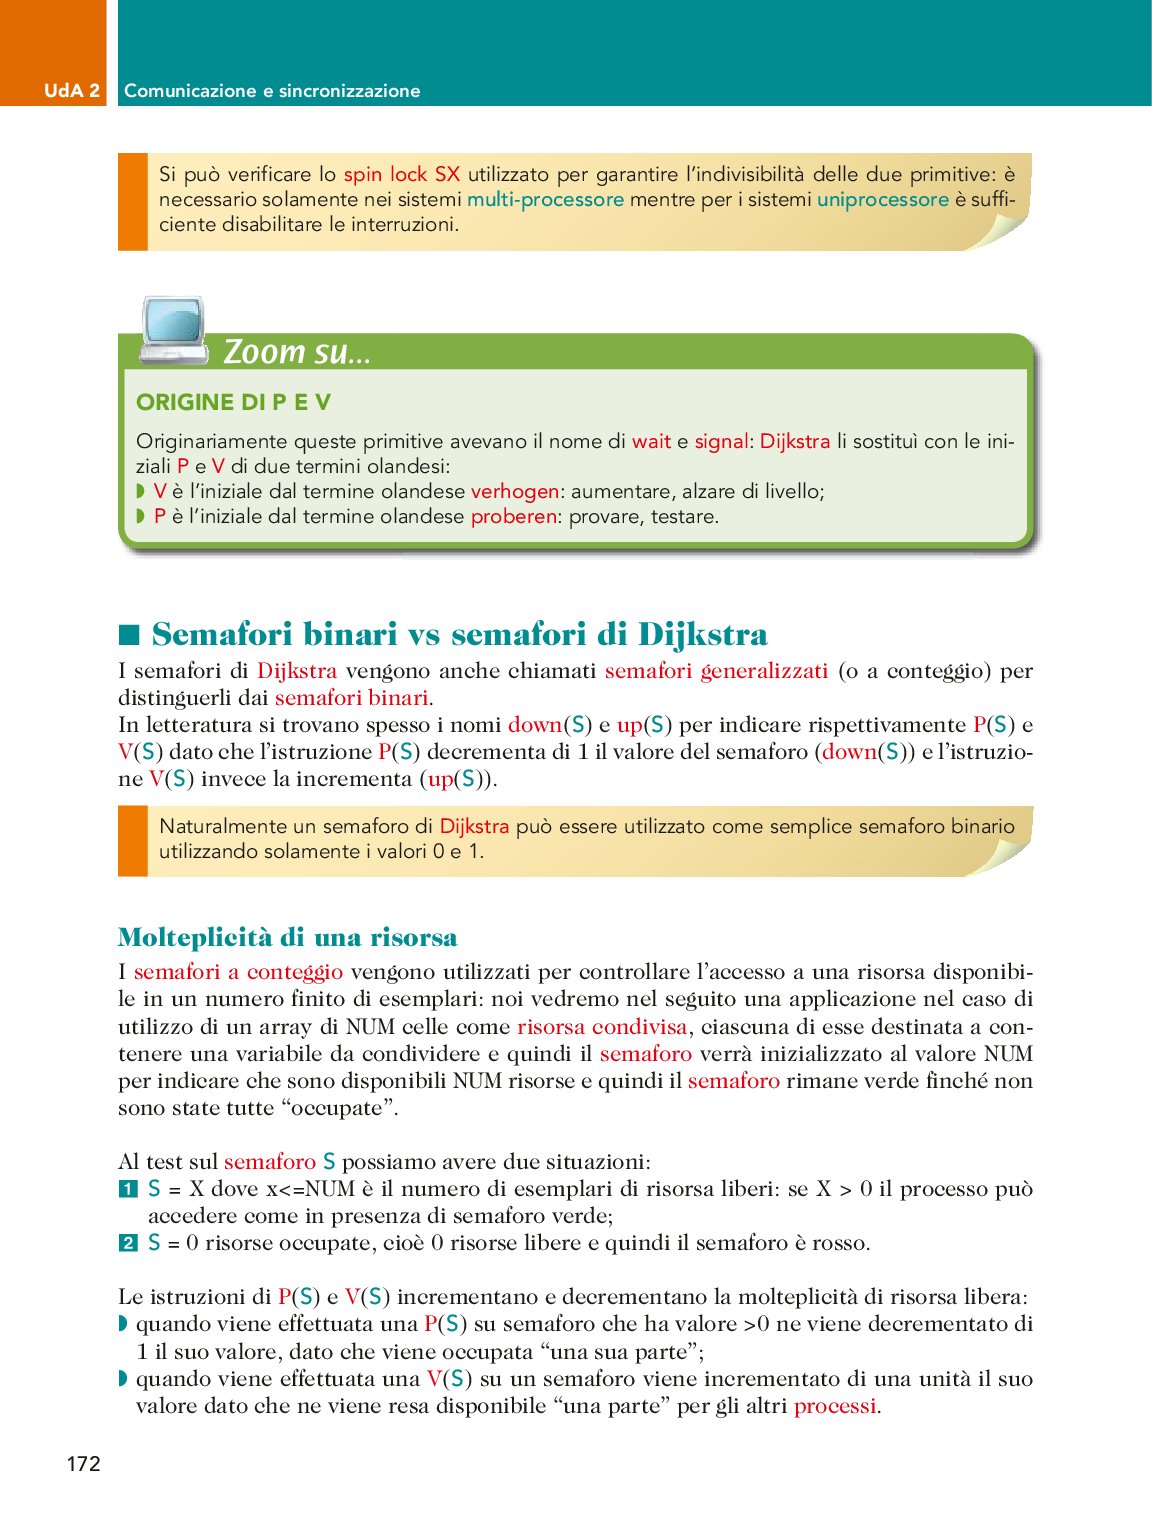 UdA 2 Comunicazione e sincronizzazione
Si può verificare lo spin lock SX utilizzato per garantire l'indivisibilità delle due primitive: è
necessario solamente nei sistemi multi-processore mentre per i sistemi uniprocessore è suffi-
ciente disabilitare le interruzioni.
Zoom su...
ORIGINE DI P E V
Originariamente queste primitive avevano il nome di wait e signal: Dijkstra li sostituì con le ini-
ziali P e V di due termini olandesi:
◗ V è l'iniziale dal termine olandese verhogen: aumentare, alzare di livello;
◗ P è l'iniziale dal termine olandese proberen: provare, testare.
■ Semafori binari vs semafori di Dijkstra
I semafori di Dijkstra vengono anche chiamati semafori generalizzati (o a conteggio) per
distinguerli dai semafori binari.
In letteratura si trovano spesso i nomi down(S) e up(S) per indicare rispettivamente P(S) e
V(S) dato che l'istruzione P(S) decrementa di 1 il valore del semaforo (down(S)) e l'istruzio-
ne V(S) invece la incrementa (up(S)).
Naturalmente un semaforo di Dijkstra può essere utilizzato come semplice semaforo binario
utilizzando solamente i valori 0 e 1.
Molteplicità di una risorsa
I semafori a conteggio vengono utilizzati per controllare l'accesso a una risorsa disponibi-
le in un numero finito di esemplari: noi vedremo nel seguito una applicazione nel caso di
utilizzo di un array di NUM celle come risorsa condivisa, ciascuna di esse destinata a con-
tenere una variabile da condividere e quindi il semaforo verrà inizializzato al valore NUM
per indicare che sono disponibili NUM risorse e quindi il semaforo rimane verde finché non
sono state tutte “occupate”.
Al test sul semaforo S possiamo avere due situazioni:
1 S = X dove x<=NUM è il numero di esemplari di risorsa liberi: se X > 0 il processo può
accedere come in presenza di semaforo verde;
2 S = 0 risorse occupate, cioè 0 risorse libere e quindi il semaforo è rosso.
Le istruzioni di P(S) e V(S) incrementano e decrementano la molteplicità di risorsa libera:
◗ quando viene effettuata una P(S) su semaforo che ha valore >0 ne viene decrementato di
1 il suo valore, dato che viene occupata “una sua parte”;
◗ quando viene effettuata una V(S) su un semaforo viene incrementato di una unità il suo
valore dato che ne viene resa disponibile “una parte” per gli altri processi.
172